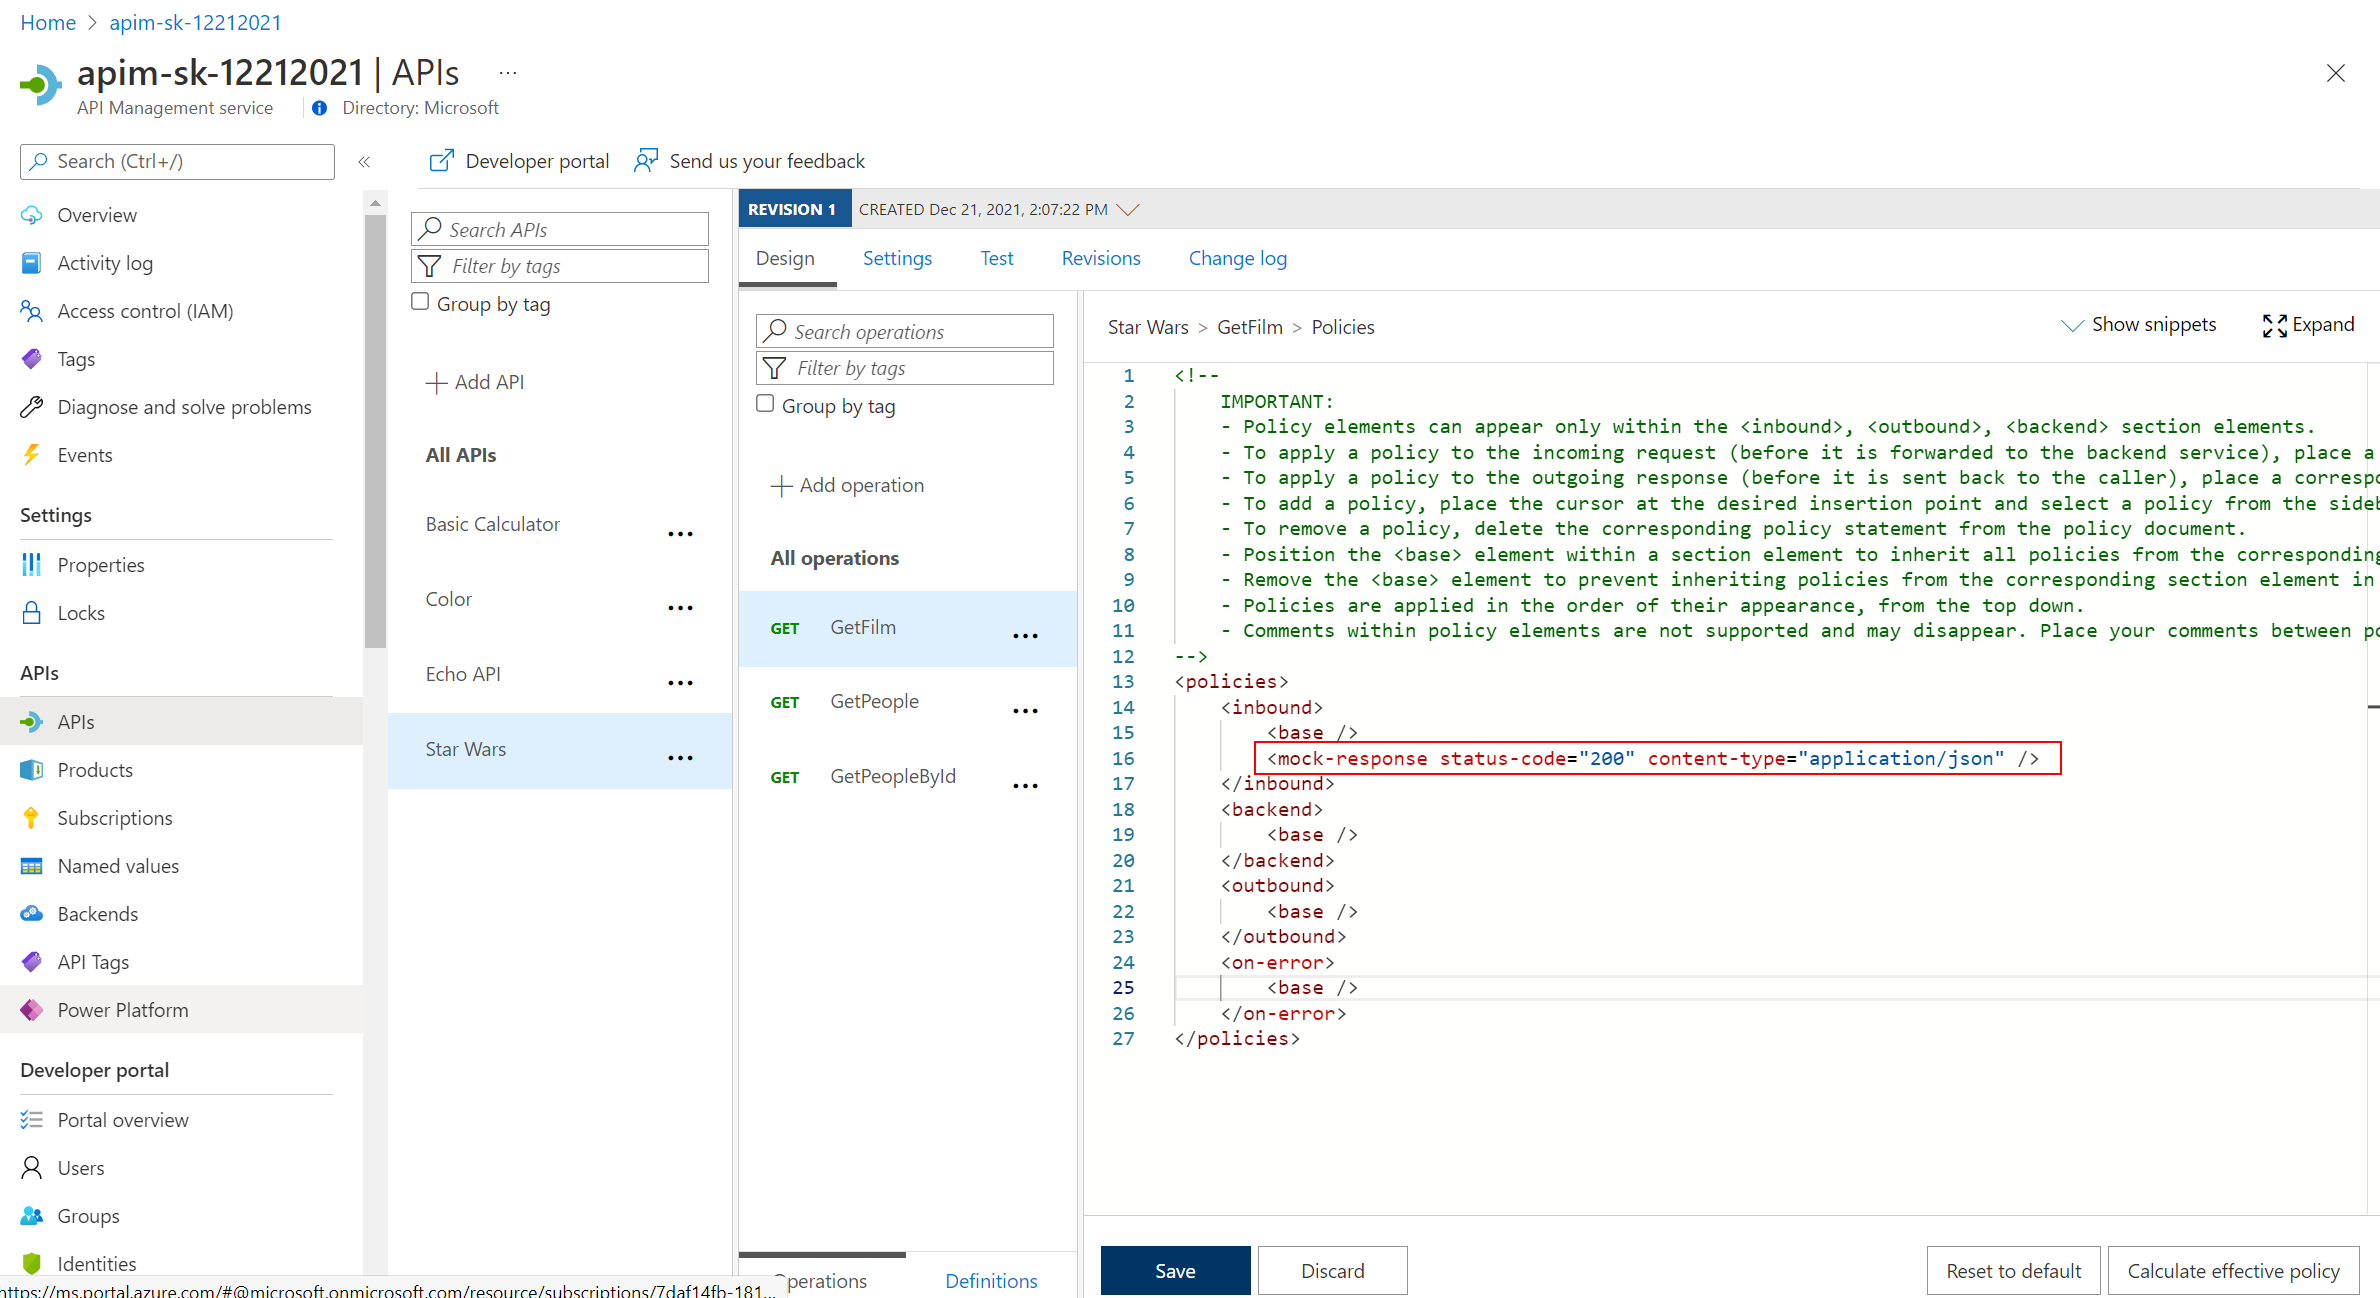 Home > apim-sk-12212021
apim-sk-12212021 | APIs ...
API Management service
Directory: Microsoft
Search (Ctrl+/)
«
Overview
Activity log
Access control (IAM)
Tags
Diagnose and solve problems
Events
Settings
Properties
Locks
APIs
APIs
Products
Subscriptions
Named values
Backends
API Tags
Power Platform
Developer portal
Portal overview
Users
Groups
Identities
https://ms.portal.azure.com/#@microsoft.onmicrosoft.com/resource/subscriptions/7daf14fb-181...
Developer portal
Send us your feedback
Search APIs
Filter by tags
Group by tag
+ Add API
All APIs
Basic Calculator ...
Color ...
Echo API ...
Star Wars ...
REVISION 1 CREATED Dec 21, 2021, 2:07:22 PM
Design Settings Test Revisions Change log
Search operations
Filter by tags
Group by tag
+ Add operation
All operations
GET GetFilm ...
GET GetPeople ...
GET GetPeopleById ...
Operations Definitions
Star Wars > GetFilm > Policies
Show snippets
Expand
1 <!--
2 IMPORTANT:
3 - Policy elements can appear only within the <inbound>, <outbound>, <backend> section elements.
4 - To apply a policy to the incoming request (before it is forwarded to the backend service), place a
5 - To apply a policy to the outgoing response (before it is sent back to the caller), place a corresp
6 - To add a policy, place the cursor at the desired insertion point and select a policy from the sideb
7 - To remove a policy, delete the corresponding policy statement from the policy document.
8 - Position the <base> element within a section element to inherit all policies from the corresponding
9 - Remove the <base> element to prevent inheriting policies from the corresponding section element in
10 - Policies are applied in the order of their appearance, from the top down.
11 - Comments within policy elements are not supported and may disappear. Place your comments between po
12 -->
13 <policies>
14 <inbound>
15 <base />
16 <mock-response status-code="200" content-type="application/json" />
17 </inbound>
18 <backend>
19 <base />
20 </backend>
21 <outbound>
22 <base />
23 </outbound>
24 <on-error>
25 <base />
26 </on-error>
27 </policies>
Save
Discard
Reset to default
Calculate effective policy